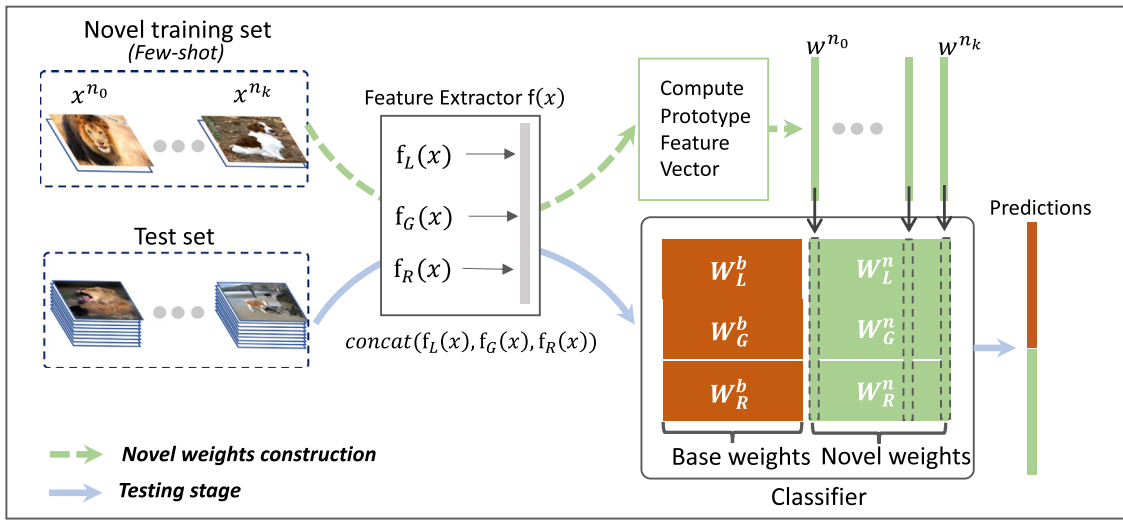 Novel training set
(Few-shot)
x^{n_0}
x^{n_k}
Test set
Feature Extractor f(x)
f_L(x)
f_G(x)
f_R(x)
concat(f_L(x), f_G(x), f_R(x))
Compute
Prototype
Feature
Vector
w^{n_0}
w^{n_k}
W_L^b
W_L^n
W_G^b
W_G^n
W_R^b
W_R^n
Base weights
Novel weights
Classifier
Predictions
Novel weights construction
Testing stage